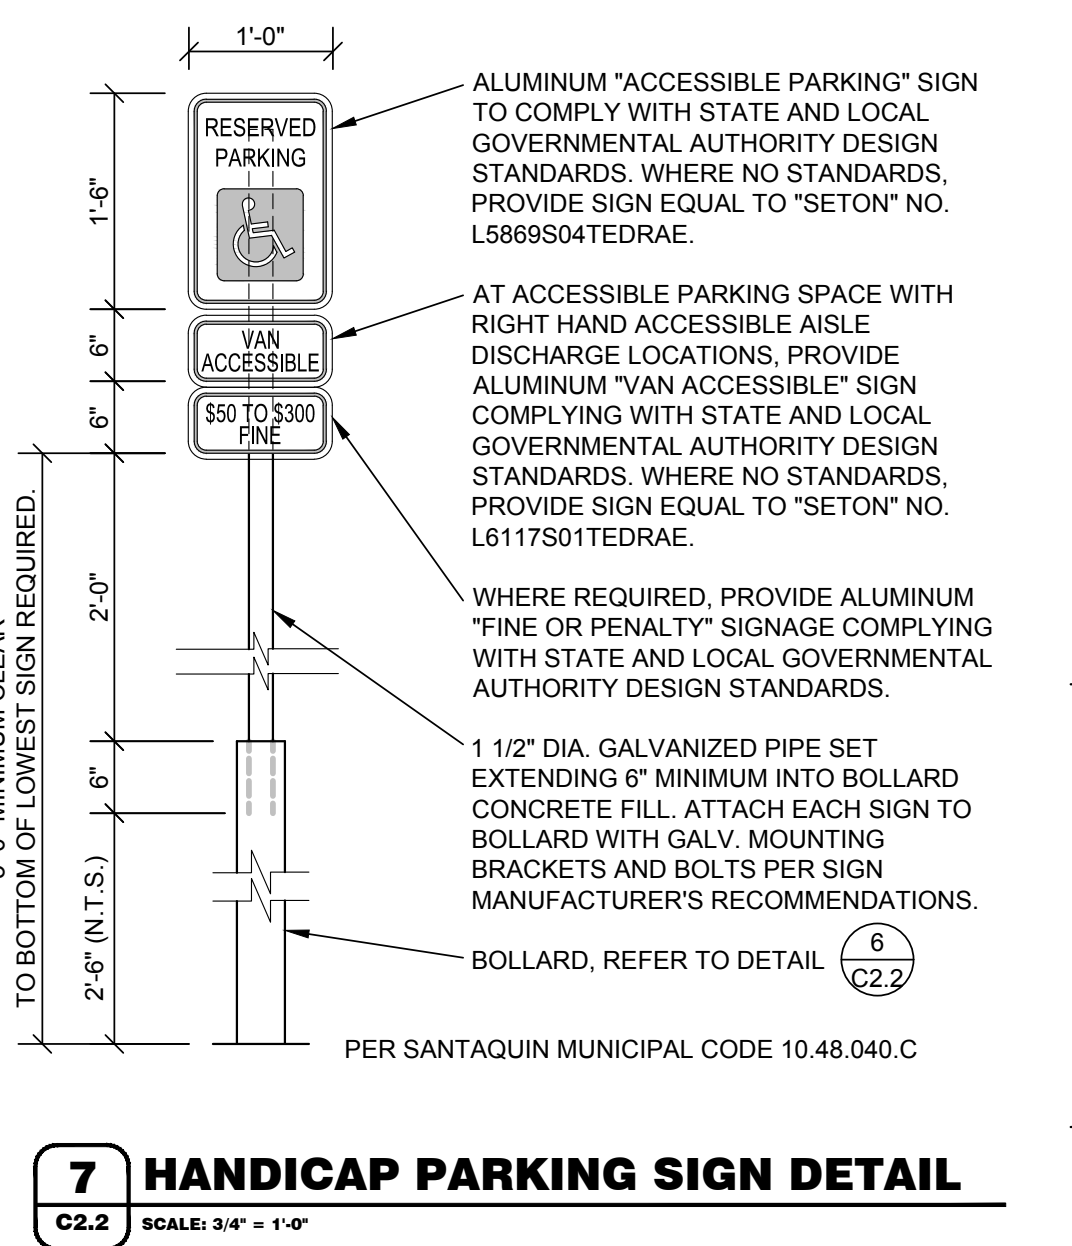 1'-0"
RESERVED
PARKING
VAN
ACCESSIBLE
$50 TO $300
FINE
1'-6"
6"
6"
2'-0"
6"
2'-6" (N.T.S.)
MINIMUM CLEAR
TO BOTTOM OF LOWEST SIGN REQUIRED.
ALUMINUM "ACCESSIBLE PARKING" SIGN
TO COMPLY WITH STATE AND LOCAL
GOVERNMENTAL AUTHORITY DESIGN
STANDARDS. WHERE NO STANDARDS,
PROVIDE SIGN EQUAL TO "SETON" NO.
L5869S04TEDRAE.
AT ACCESSIBLE PARKING SPACE WITH
RIGHT HAND ACCESSIBLE AISLE
DISCHARGE LOCATIONS, PROVIDE
ALUMINUM "VAN ACCESSIBLE" SIGN
COMPLYING WITH STATE AND LOCAL
GOVERNMENTAL AUTHORITY DESIGN
STANDARDS. WHERE NO STANDARDS,
PROVIDE SIGN EQUAL TO "SETON" NO.
L6117S01TEDRAE.
WHERE REQUIRED, PROVIDE ALUMINUM
"FINE OR PENALTY" SIGNAGE COMPLYING
WITH STATE AND LOCAL GOVERNMENTAL
AUTHORITY DESIGN STANDARDS.
1 1/2" DIA. GALVANIZED PIPE SET
EXTENDING 6" MINIMUM INTO BOLLARD
CONCRETE FILL. ATTACH EACH SIGN TO
BOLLARD WITH GALV. MOUNTING
BRACKETS AND BOLTS PER SIGN
MANUFACTURER'S RECOMMENDATIONS.
BOLLARD, REFER TO DETAIL
6
C2.2
PER SANTAQUIN MUNICIPAL CODE 10.48.040.C
7
C2.2
HANDICAP PARKING SIGN DETAIL
SCALE: 3/4" = 1'-0"